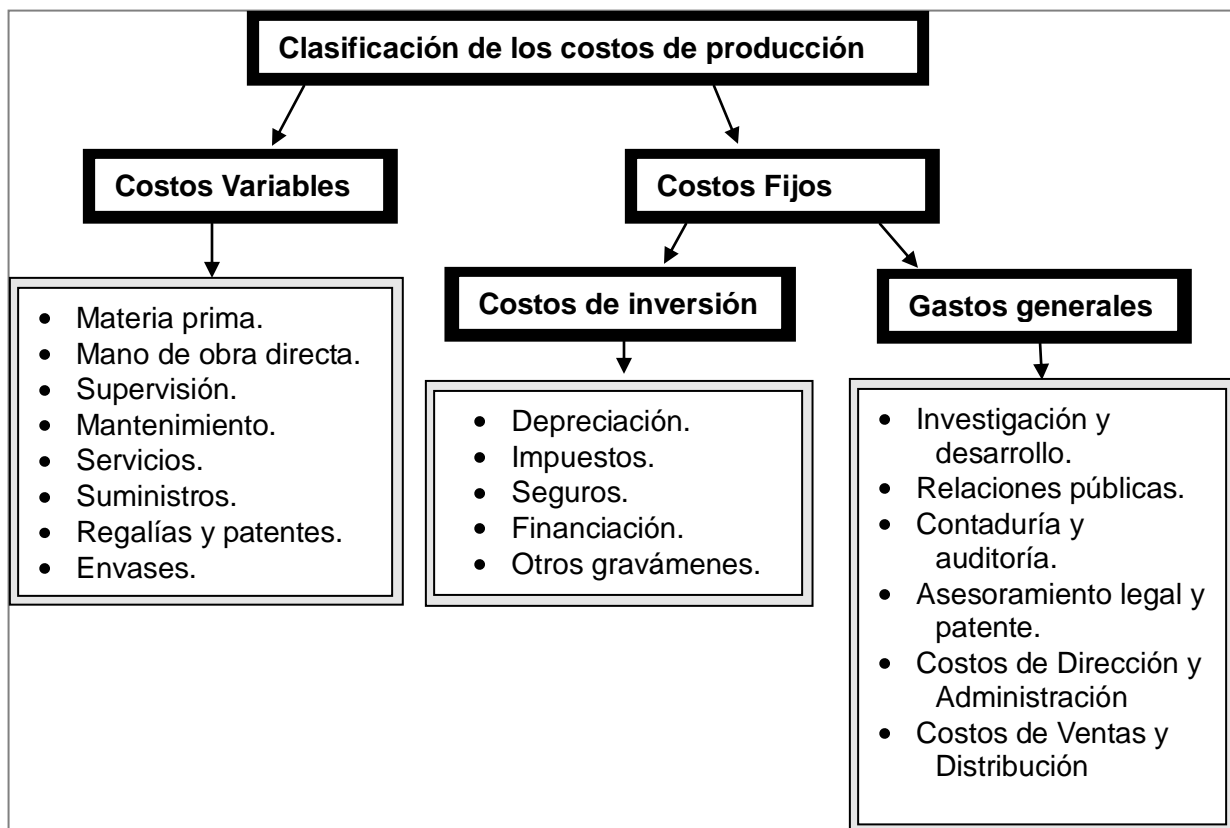 Clasificación de los costos de producción
Costos Variables
Costos Fijos
• Materia prima.
• Mano de obra directa.
• Supervisión.
• Mantenimiento.
• Servicios.
• Suministros.
• Regalías y patentes.
• Envases.
Costos de inversión
• Depreciación.
• Impuestos.
• Seguros.
• Financiación.
• Otros gravámenes.
Gastos generales
• Investigación y
desarrollo.
• Relaciones públicas.
• Contaduría y
auditoría.
• Asesoramiento legal y
patente.
• Costos de Dirección y
Administración
• Costos de Ventas y
Distribución